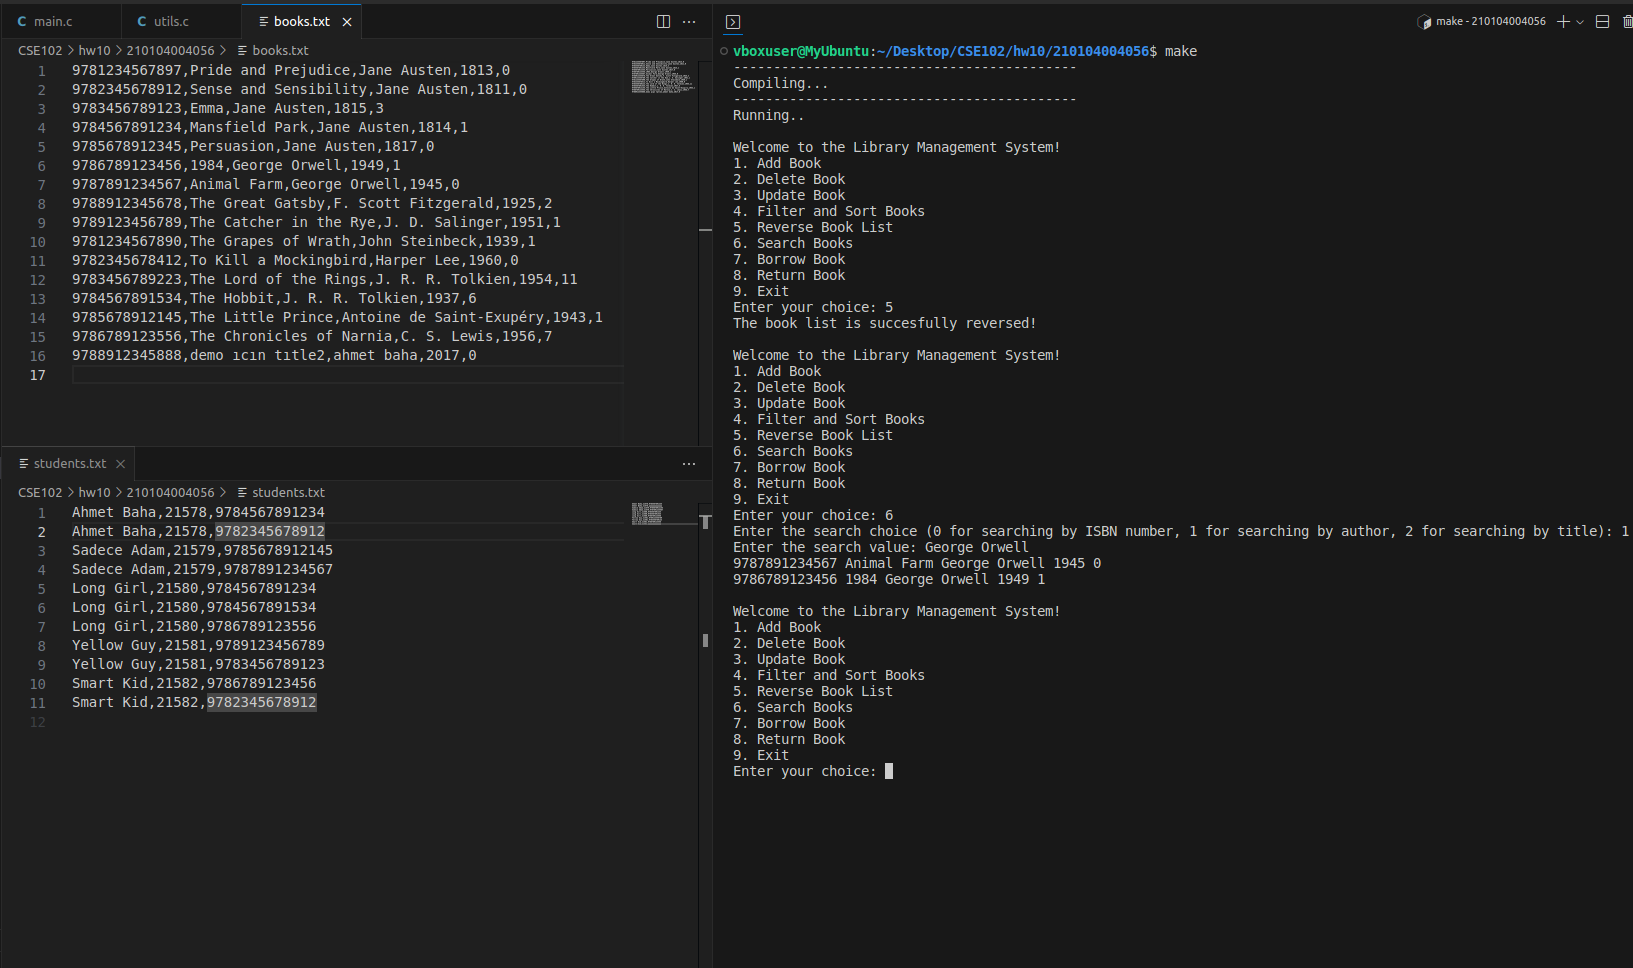 main.c
utils.c
books.txt
CSE102 > hw10 > 210104004056 > books.txt
1 9781234567897,Pride and Prejudice,Jane Austen,1813,0
2 9782345678912,Sense and Sensibility,Jane Austen,1811,0
3 9783456789123,Emma,Jane Austen,1815,3
4 9784567891234,Mansfield Park,Jane Austen,1814,1
5 9785678912345,Persuasion,Jane Austen,1817,0
6 9786789123456,1984,George Orwell,1949,1
7 9787891234567,Animal Farm,George Orwell,1945,0
8 9788912345678,The Great Gatsby,F. Scott Fitzgerald,1925,2
9 9789123456789,The Catcher in the Rye,J. D. Salinger,1951,1
10 9781234567890,The Grapes of Wrath,John Steinbeck,1939,1
11 9782345678412,To Kill a Mockingbird,Harper Lee,1960,0
12 9783456789223,The Lord of the Rings,J. R. R. Tolkien,1954,11
13 9784567891534,The Hobbit,J. R. R. Tolkien,1937,6
14 9785678912145,The Little Prince,Antoine de Saint-Exupéry,1943,1
15 9786789123556,The Chronicles of Narnia,C. S. Lewis,1956,7
16 9788912345888,demo ıcın tıtle2,ahmet baha,2017,0
17
students.txt
CSE102 > hw10 > 210104004056 > students.txt
1 Ahmet Baha,21578,9784567891234
2 Ahmet Baha,21578,9782345678912
3 Sadece Adam,21579,9785678912145
4 Sadece Adam,21579,9787891234567
5 Long Girl,21580,9784567891234
6 Long Girl,21580,9784567891534
7 Long Girl,21580,9786789123556
8 Yellow Guy,21581,9789123456789
9 Yellow Guy,21581,9783456789123
10 Smart Kid,21582,9786789123456
11 Smart Kid,21582,9782345678912
12
make - 210104004056
vboxuser@MyUbuntu:~/Desktop/CSE102/hw10/210104004056$ make
-------------------------------------------
Compiling...
-------------------------------------------
Running..
Welcome to the Library Management System!
1. Add Book
2. Delete Book
3. Update Book
4. Filter and Sort Books
5. Reverse Book List
6. Search Books
7. Borrow Book
8. Return Book
9. Exit
Enter your choice: 5
The book list is succesfully reversed!
Welcome to the Library Management System!
1. Add Book
2. Delete Book
3. Update Book
4. Filter and Sort Books
5. Reverse Book List
6. Search Books
7. Borrow Book
8. Return Book
9. Exit
Enter your choice: 6
Enter the search choice (0 for searching by ISBN number, 1 for searching by author, 2 for searching by title): 1
Enter the search value: George Orwell
9787891234567 Animal Farm George Orwell 1945 0
9786789123456 1984 George Orwell 1949 1
Welcome to the Library Management System!
1. Add Book
2. Delete Book
3. Update Book
4. Filter and Sort Books
5. Reverse Book List
6. Search Books
7. Borrow Book
8. Return Book
9. Exit
Enter your choice: